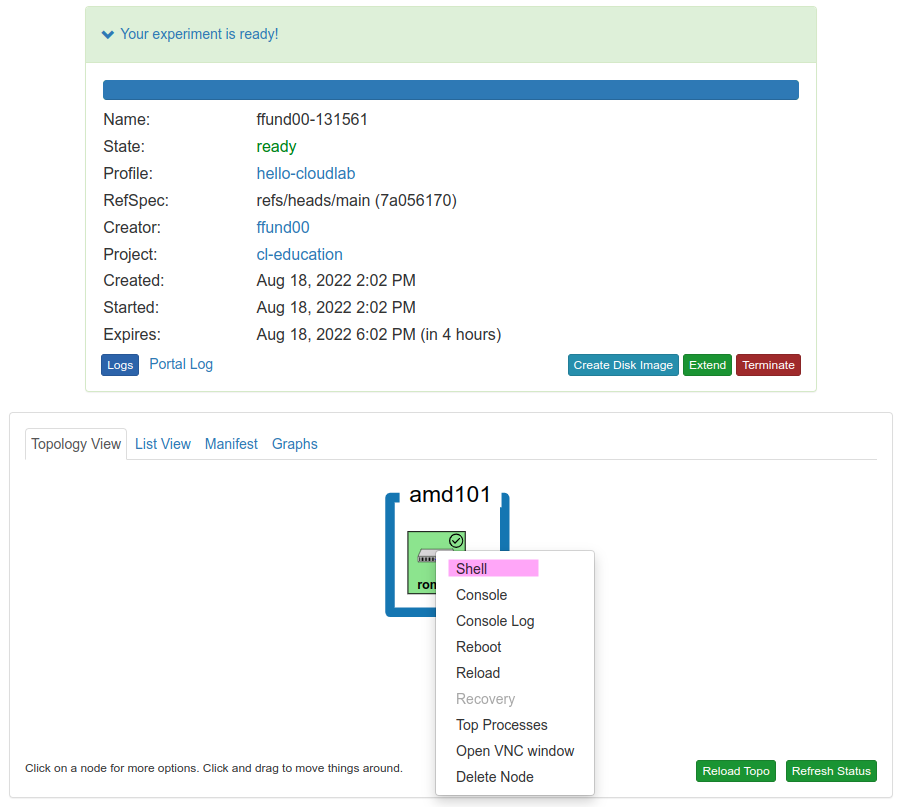 Your experiment is ready!
Name: ffund00-131561
State: ready
Profile: hello-cloudlab
RefSpec: refs/heads/main (7a056170)
Creator: ffund00
Project: cl-education
Created: Aug 18, 2022 2:02 PM
Started: Aug 18, 2022 2:02 PM
Expires: Aug 18, 2022 6:02 PM (in 4 hours)
Logs Portal Log Create Disk Image Extend Terminate
Topology View List View Manifest Graphs
amd101
Shell
Console
Console Log
Reboot
Reload
Recovery
Top Processes
Open VNC window
Delete Node
Click on a node for more options. Click and drag to move things around.
Reload Topo Refresh Status